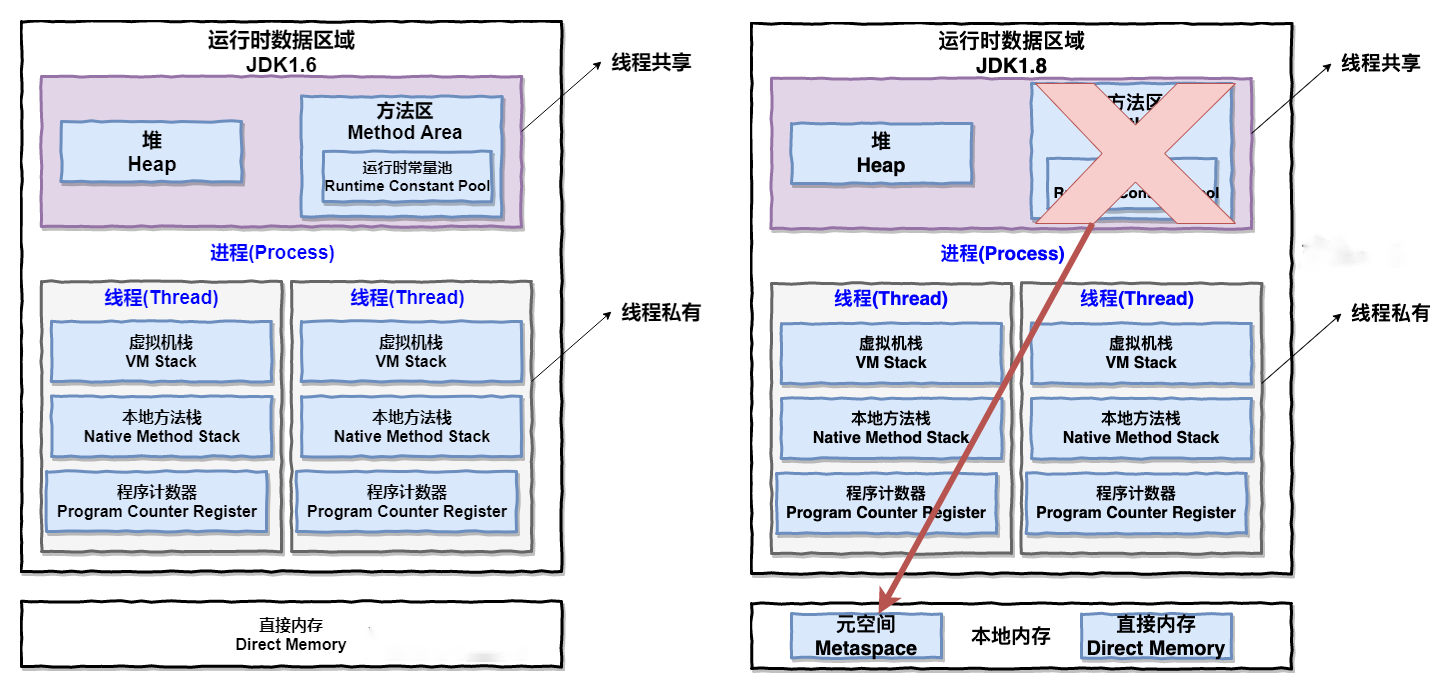 运行时数据区域
JDK1.6
线程共享
堆
Heap
方法区
Method Area
运行时常量池
Runtime Constant Pool
进程(Process)
线程(Thread)
虚拟机栈
VM Stack
本地方法栈
Native Method Stack
程序计数器
Program Counter Register
线程(Thread)
虚拟机栈
VM Stack
本地方法栈
Native Method Stack
程序计数器
Program Counter Register
线程私有
直接内存
Direct Memory
运行时数据区域
JDK1.8
线程共享
堆
Heap
方法区
进程(Process)
线程(Thread)
虚拟机栈
VM Stack
本地方法栈
Native Method Stack
程序计数器
Program Counter Register
线程(Thread)
虚拟机栈
VM Stack
本地方法栈
Native Method Stack
程序计数器
Program Counter Register
线程私有
元空间
Metaspace
本地内存
直接内存
Direct Memory